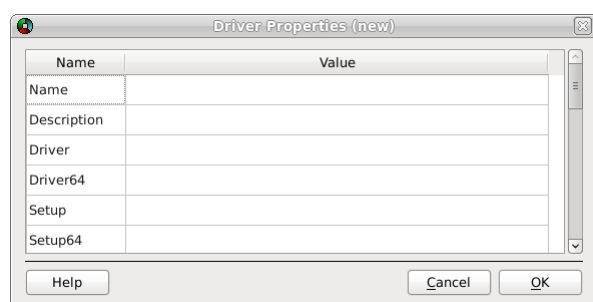 Driver Properties (new)
Name Value
Name
Description
Driver
Driver64
Setup
Setup64
Help Cancel OK